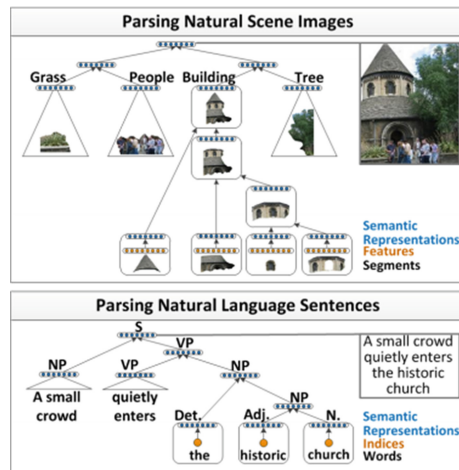 Parsing Natural Scene Images
Grass People Building Tree
Semantic
Representations
Features
Segments
Parsing Natural Language Sentences
S
VP
NP VP NP
A small
crowd
quietly
enters
NP
Det. Adj. N.
the historic church
A small crowd
quietly enters
the historic
church
Semantic
Representations
Indices
Words